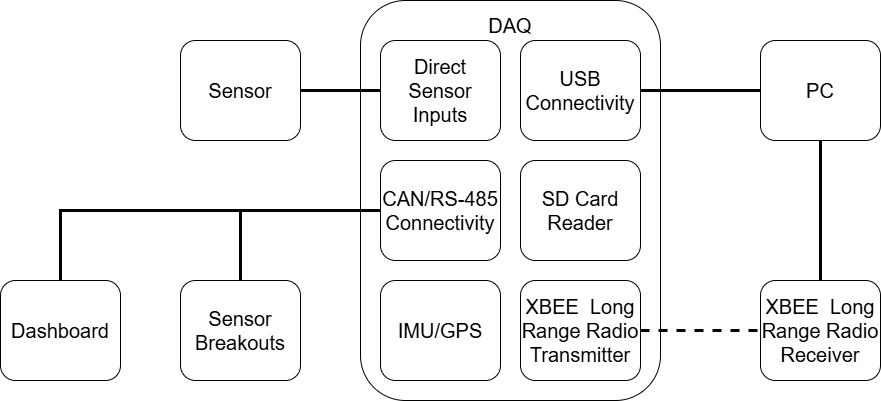 DAQ
Sensor
Direct
Sensor
Inputs
USB
Connectivity
PC
CAN/RS-485
Connectivity
SD Card
Reader
Dashboard
Sensor
Breakouts
IMU/GPS
XBEE Long
Range Radio
Transmitter
XBEE Long
Range Radio
Receiver